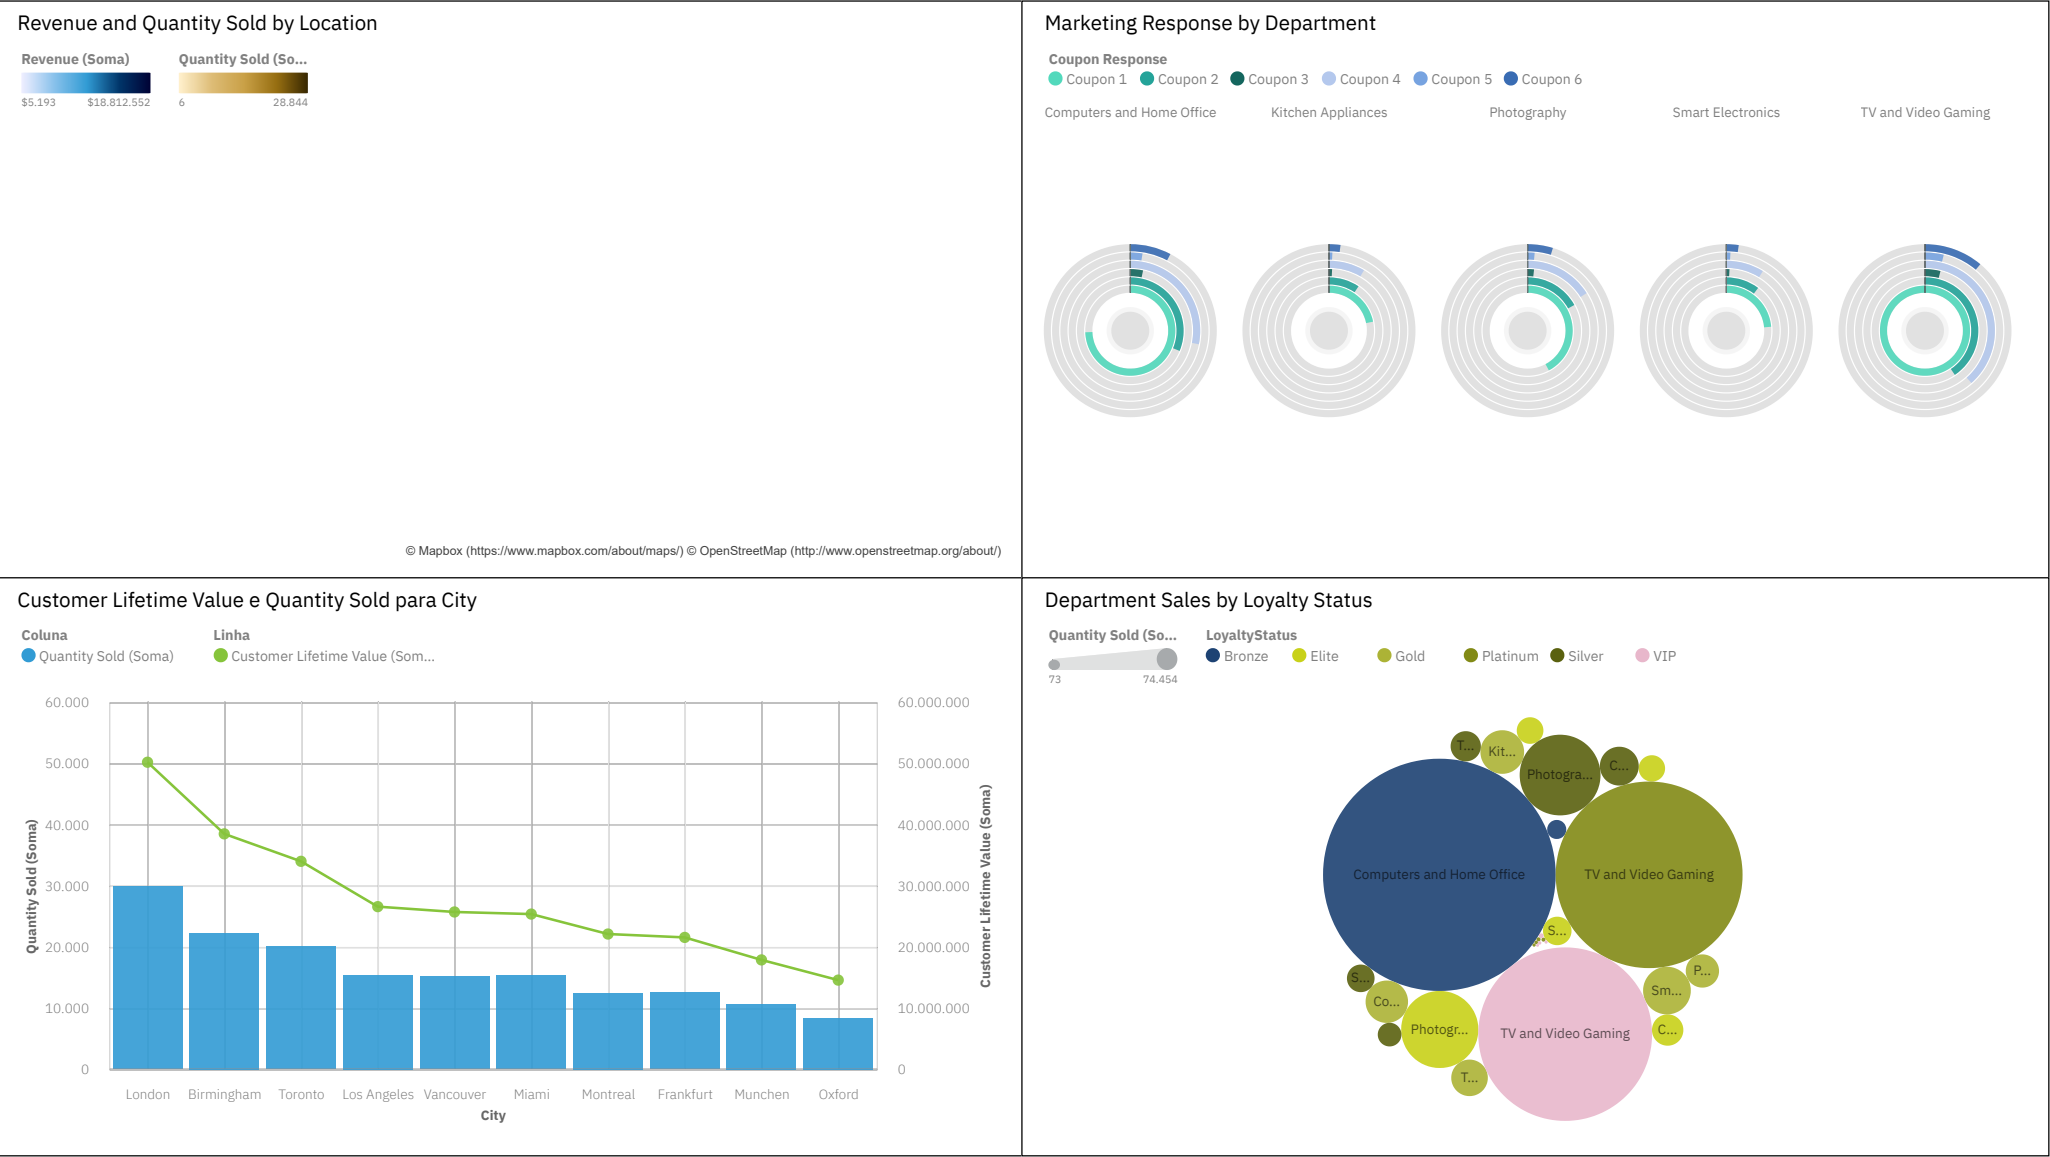 Revenue and Quantity Sold by Location
Revenue (Soma)
Quantity Sold (So...
$5.193
$18.812.552
6
28.844
© Mapbox (https://www.mapbox.com/about/maps/) © OpenStreetMap (http://www.openstreetmap.org/about/)
Marketing Response by Department
Coupon Response
Coupon 1
Coupon 2
Coupon 3
Coupon 4
Coupon 5
Coupon 6
Computers and Home Office
Kitchen Appliances
Photography
Smart Electronics
TV and Video Gaming
Customer Lifetime Value e Quantity Sold para City
Coluna
Linha
Quantity Sold (Soma)
Customer Lifetime Value (Som...
60.000
50.000
40.000
30.000
20.000
10.000
0
Quantity Sold (Soma)
60.000.000
50.000.000
40.000.000
30.000.000
20.000.000
10.000.000
0
Customer Lifetime Value (Soma)
London
Birmingham
Toronto
Los Angeles
Vancouver
Miami
Montreal
Frankfurt
Munchen
Oxford
City
Department Sales by Loyalty Status
Quantity Sold (So...
LoyaltyStatus
73
74.454
Bronze
Elite
Gold
Platinum
Silver
VIP
T...
Kit...
Photogra...
C...
Computers and Home Office
TV and Video Gaming
S...
S...
Co...
Photogr...
T...
TV and Video Gaming
P...
Sm...
C...